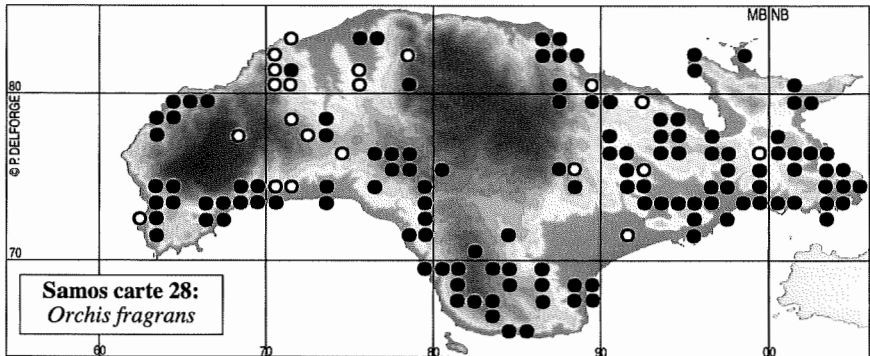 MB NB
80
© P. DELFORGE
70
Samos carte 28:
Orchis fragrans
60
70
80
90
00